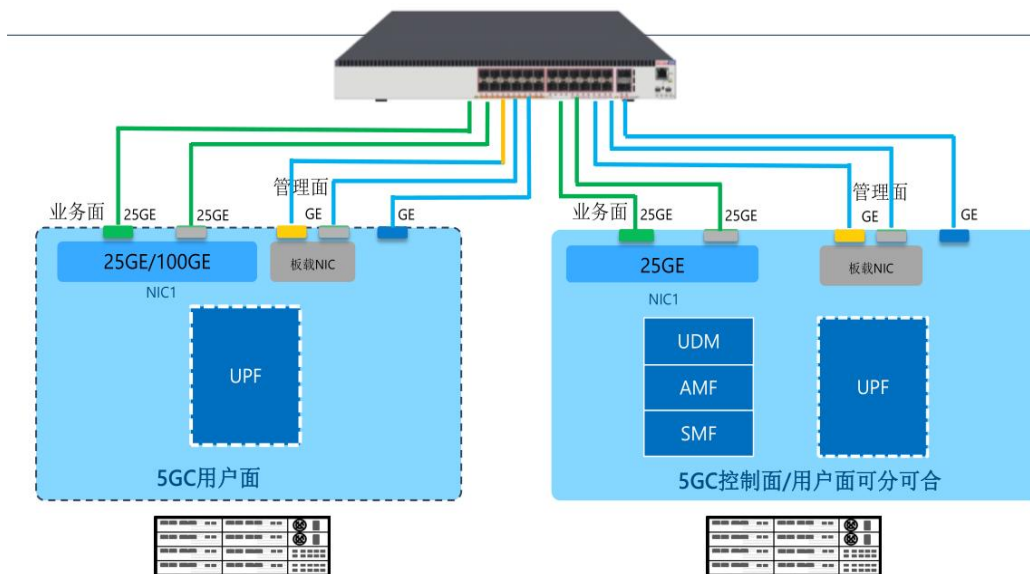 管理面
管理面
业务面
25GE
25GE
GE
GE
业务面
25GE
25GE
GE
GE
25GE/100GE
板载NIC
25GE
板载NIC
NIC1
NIC1
UPF
UDM
AMF
SMF
UPF
5GC用户面
5GC控制面/用户面可分可合